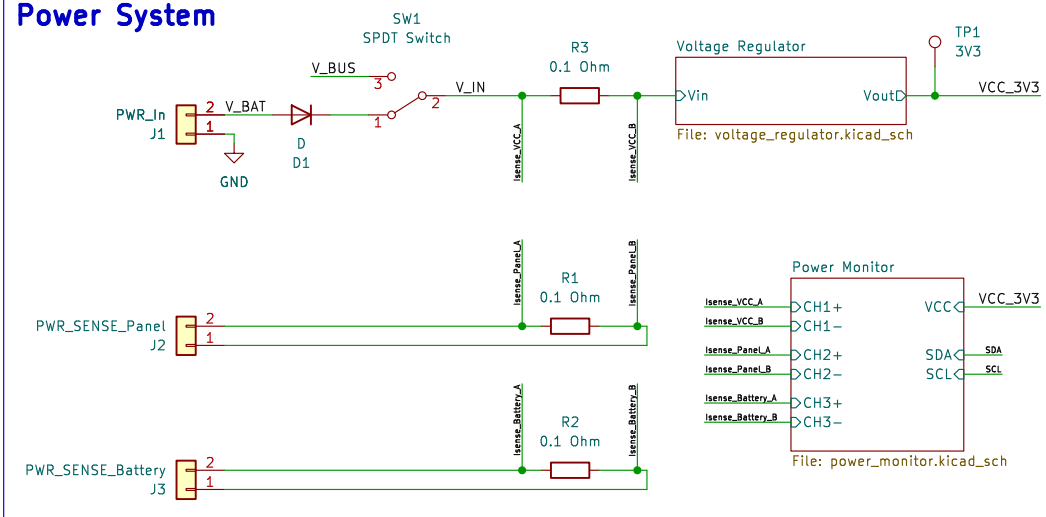 Power System
SW1
SPDT Switch
V_BUS
3
V_IN
2
1
PWR_In
J1
2
1
V_BAT
D
D1
GND
R3
0.1 Ohm
Isense_VCC_A
Isense_VCC_B
Voltage Regulator
Vin
Vout
File: voltage_regulator.kicad_sch
TP1
3V3
VCC_3V3
Isense_Panel_A
Isense_Panel_B
R1
0.1 Ohm
PWR_SENSE_Panel
J2
2
1
Isense_Battery_A
Isense_Battery_B
R2
0.1 Ohm
PWR_SENSE_Battery
J3
2
1
Power Monitor
Isense_VCC_A
CH1+
Isense_VCC_B
CH1-
Isense_Panel_A
CH2+
Isense_Panel_B
CH2-
Isense_Battery_A
CH3+
Isense_Battery_B
CH3-
VCC
VCC_3V3
SDA
SDA
SCL
SCL
File: power_monitor.kicad_sch